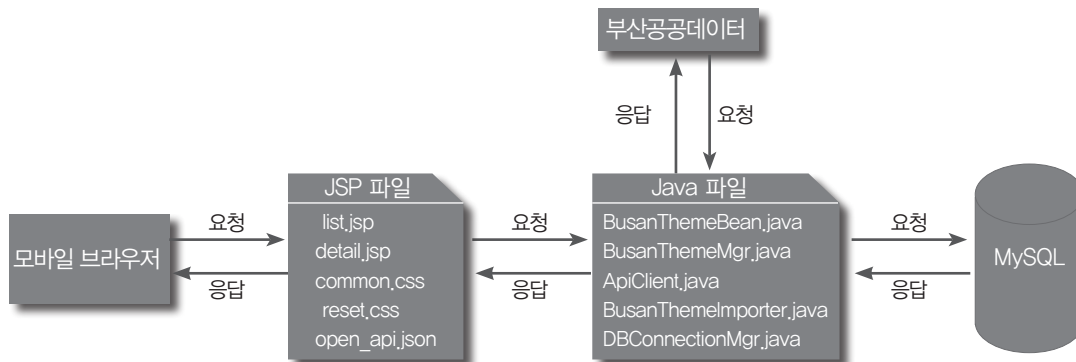 부산공공데이터
응답
요청
JSP 파일
Java 파일
list.jsp
detail.jsp
common.css
reset.css
open_api.json
BusanThemeBean.java
BusanThemeMgr.java
ApiClient.java
BusanThemeImporter.java
DBConnectionMgr.java
모바일 브라우저
요청
응답
요청
응답
요청
응답
MySQL